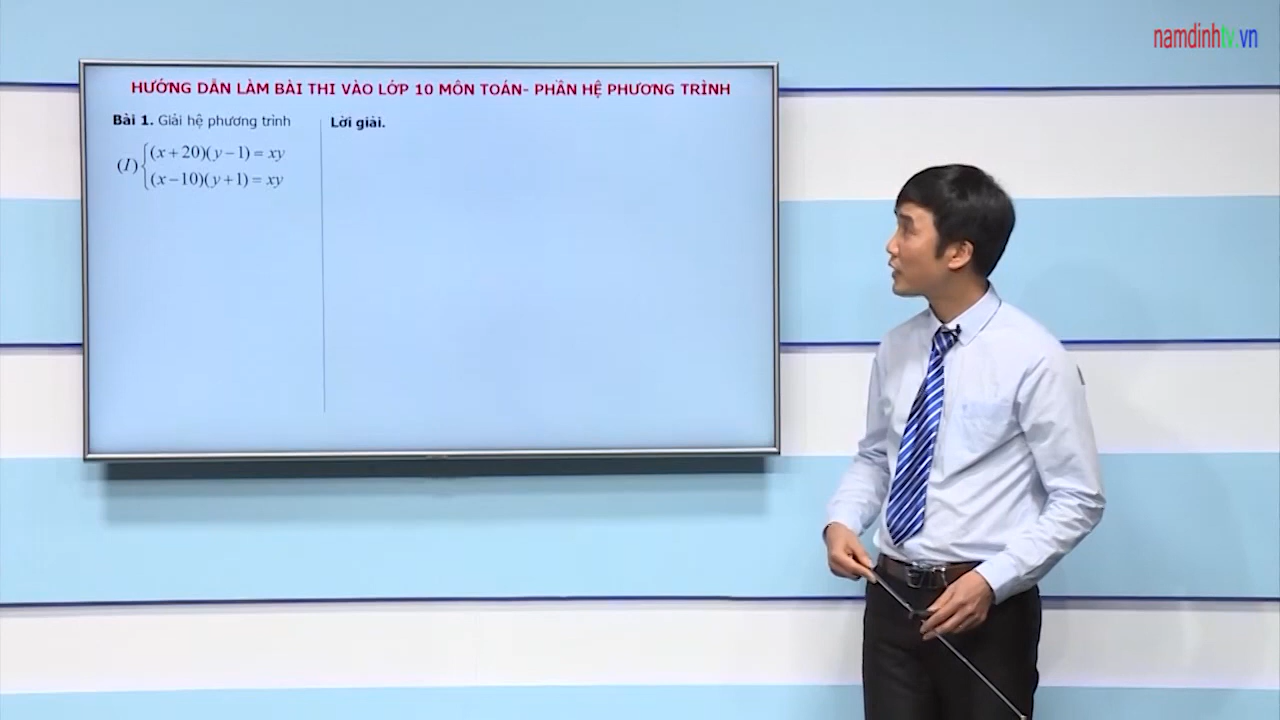 namdinhtv.vn
HƯỚNG DẪN LÀM BÀI THI VÀO LỚP 10 MÔN TOÁN- PHẦN HỆ PHƯƠNG TRÌNH
Bài 1. Giải hệ phương trình
Lời giải.
(I) { (x+20)(y−1) = xy
(x−10)(y+1) = xy